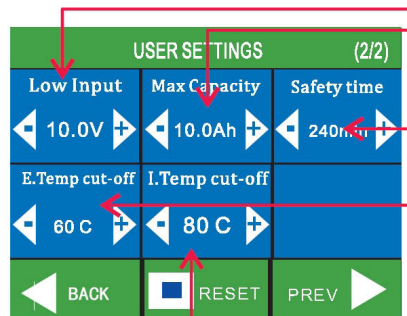 USER SETTINGS (2/2)
Low Input Max Capacity Safety time
- 10.0V + - 10.0Ah + - 240min +
E.Temp cut-off I.Temp cut-off
- 60 C + - 80 C +
BACK RESET PREV